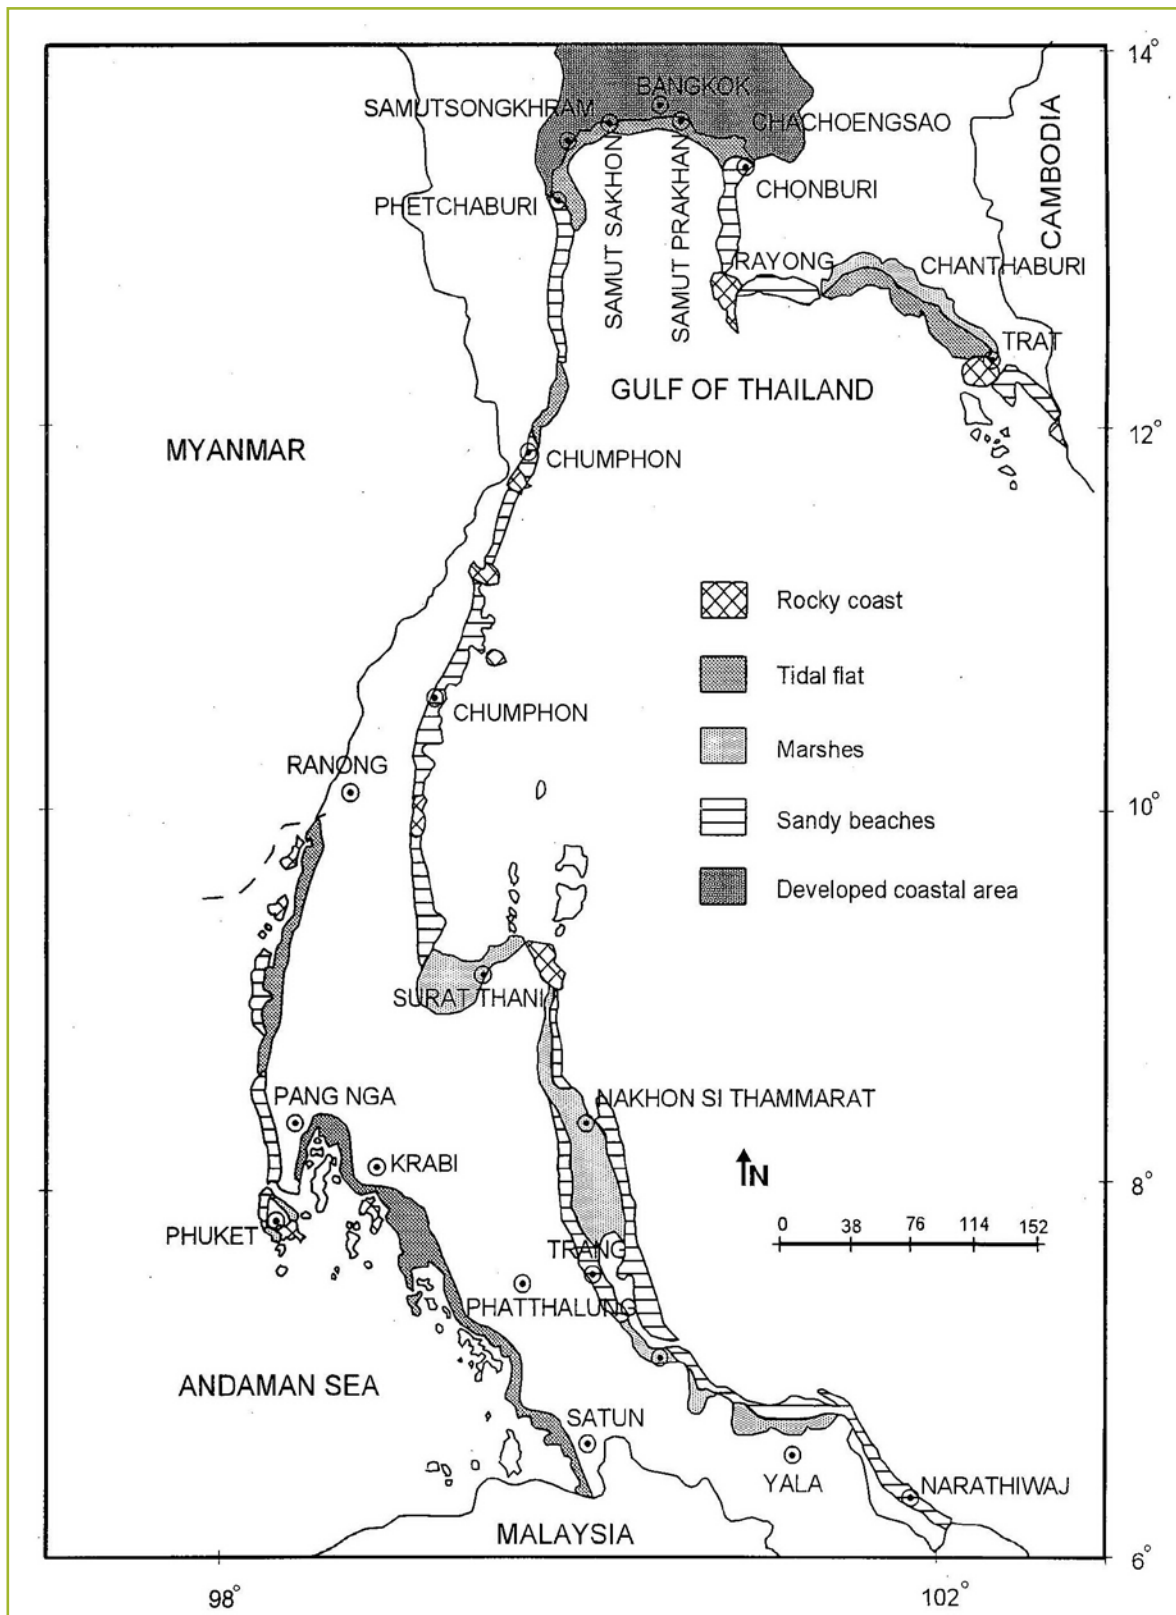 14°
BANGKOK
SAMUTSONGKHRAM
CHACHOENGSAO
CAMBODIA
SAMUT SAKHON
SAMUT PRAKHAN
CHONBURI
PHETCHABURI
RAYONG
CHANTHABURI
TRAT
GULF OF THAILAND
12°
MYANMAR
CHUMPHON
Rocky coast
Tidal flat
CHUMPHON
Marshes
RANONG
10°
Sandy beaches
Developed coastal area
SURAT THANI
PANG NGA
NAKHON SI THAMMARAT
KRABI
N
8°
0 38 76 114 152
PHUKET
TRANG
PHATTHALUNG
ANDAMAN SEA
SATUN
YALA
NARATHIWAJ
MALAYSIA
6°
98°
102°